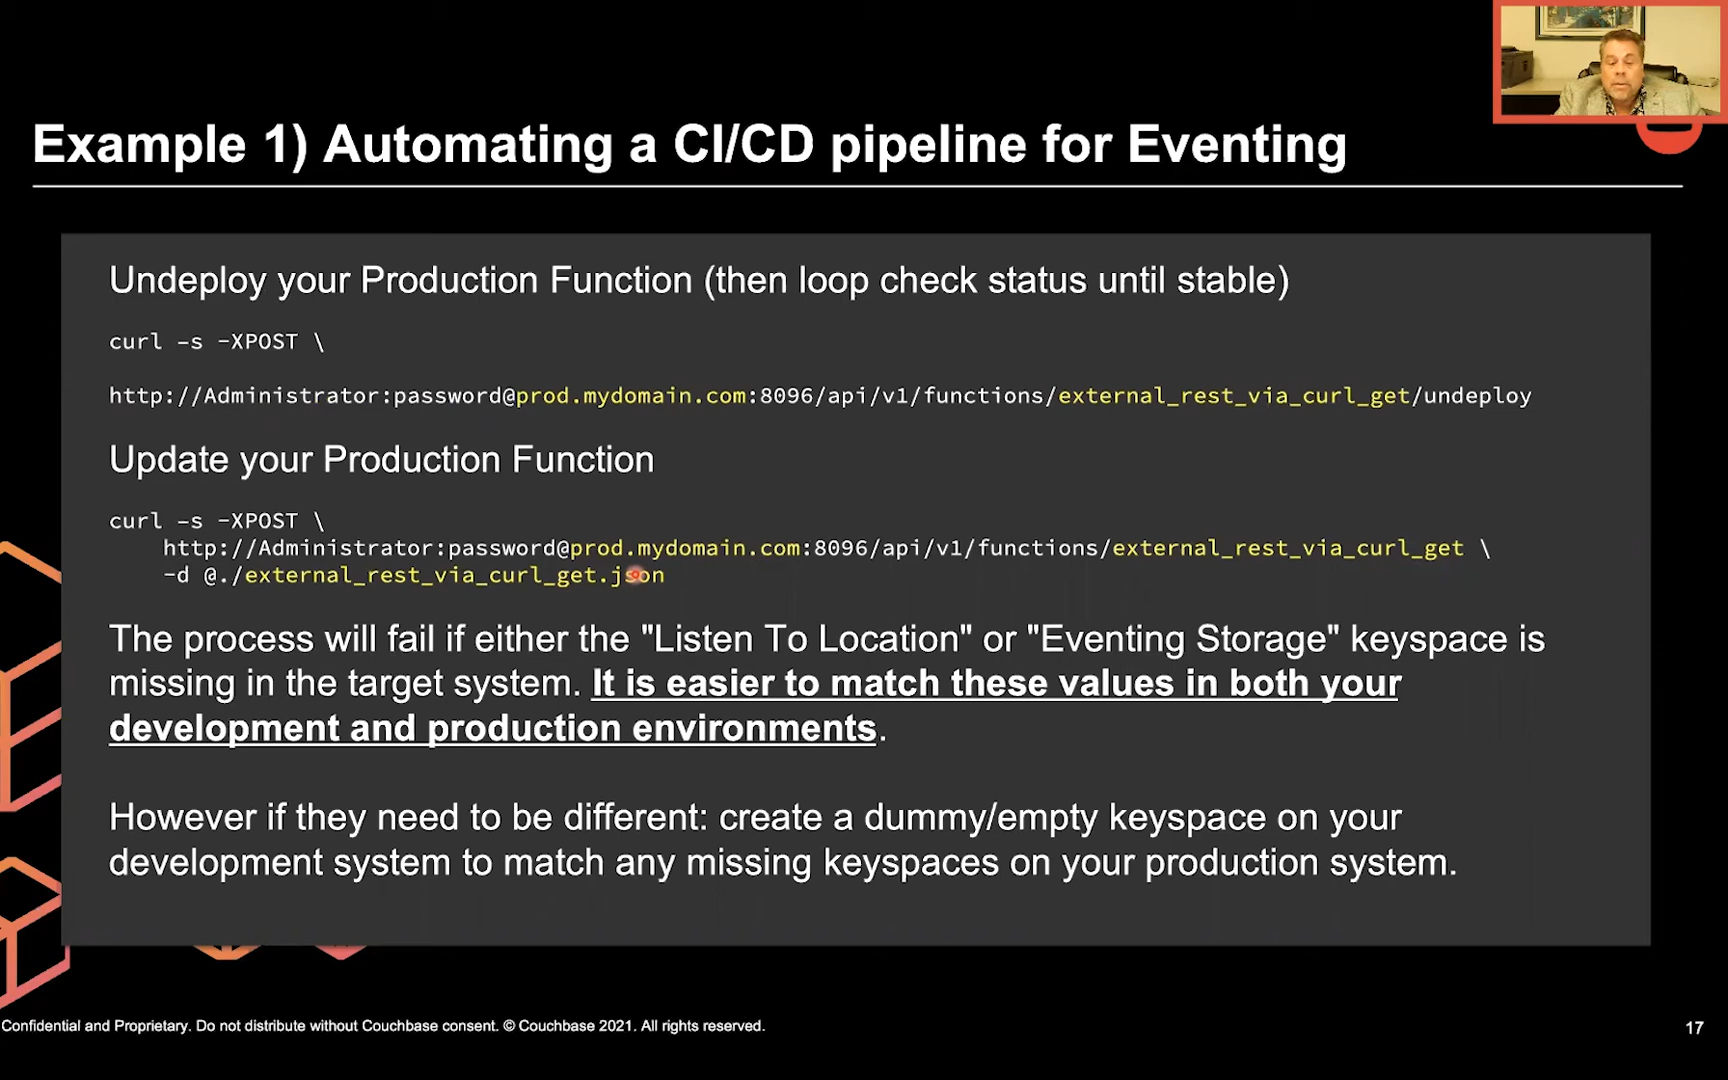 Example 1) Automating a CI/CD pipeline for Eventing
Undeploy your Production Function (then loop check status until stable)
curl –s -XPOST \
http://Administrator:password@prod.mydomain.com:8096/api/v1/functions/external_rest_via_curl_get/undeploy
Update your Production Function
curl –s -XPOST \
http://Administrator:password@prod.mydomain.com:8096/api/v1/functions/external_rest_via_curl_get \
-d @./external_rest_via_curl_get.json
The process will fail if either the "Listen To Location" or "Eventing Storage" keyspace is
missing in the target system. It is easier to match these values in both your
development and production environments.
However if they need to be different: create a dummy/empty keyspace on your
development system to match any missing keyspaces on your production system.
Confidential and Proprietary. Do not distribute without Couchbase consent. © Couchbase 2021. All rights reserved.
17